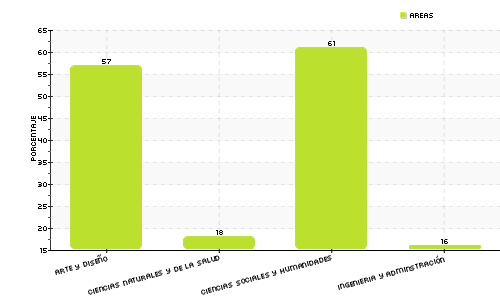 AREAS
PORCENTAJE
65
60
55
50
45
40
35
30
25
20
15
57
18
61
16
ARTE y DISEÑO
CIENCIAS NATURALES y DE LA SALUD
CIENCIAS SOCIALES y HUMANIDADES
INGENIERIA y ADMINSTRACIÓN